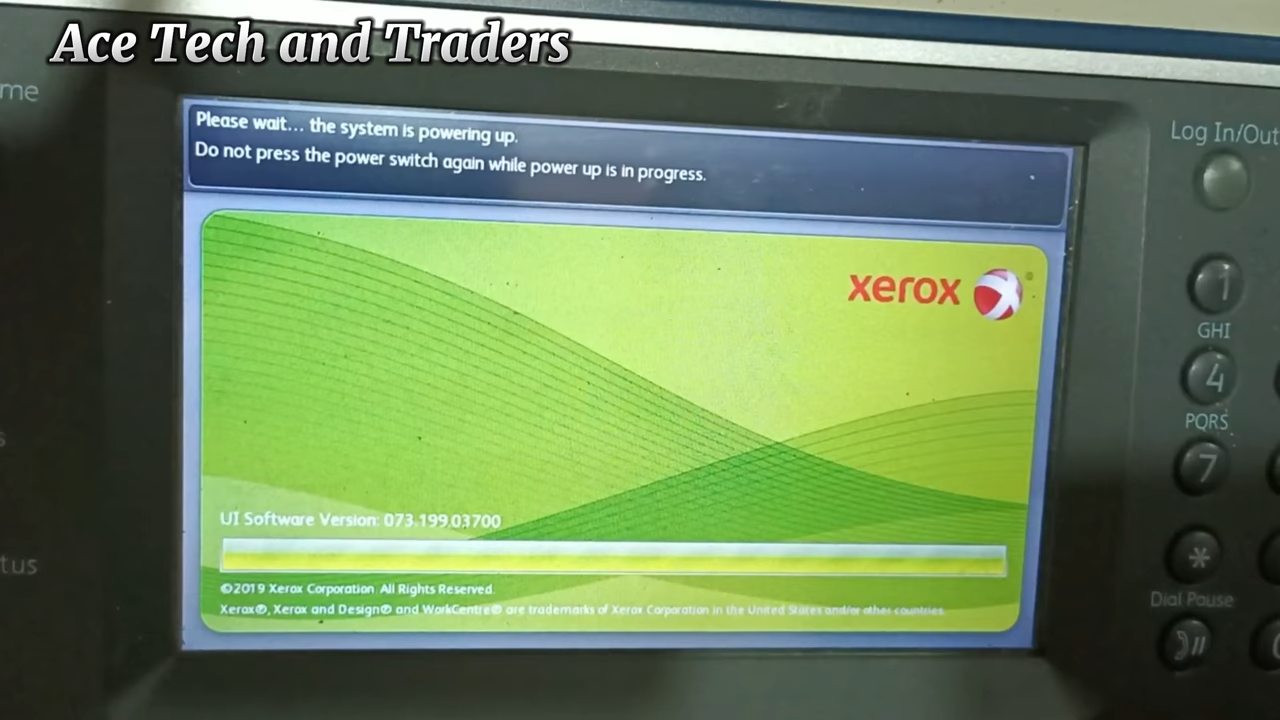 Ace Tech and Traders
me
Please wait... the system is powering up.
Do not press the power switch again while power up is in progress.
Log In/Out
xerox
1
GHI
4
PQRS
7
UI Software Version: 073.199.03700
*
tus
©2019 Xerox Corporation. All Rights Reserved.
Xerox®, Xerox and Design® and WorkCentre® are trademarks of Xerox Corporation in the United States and/or other countries.
Dial Pause